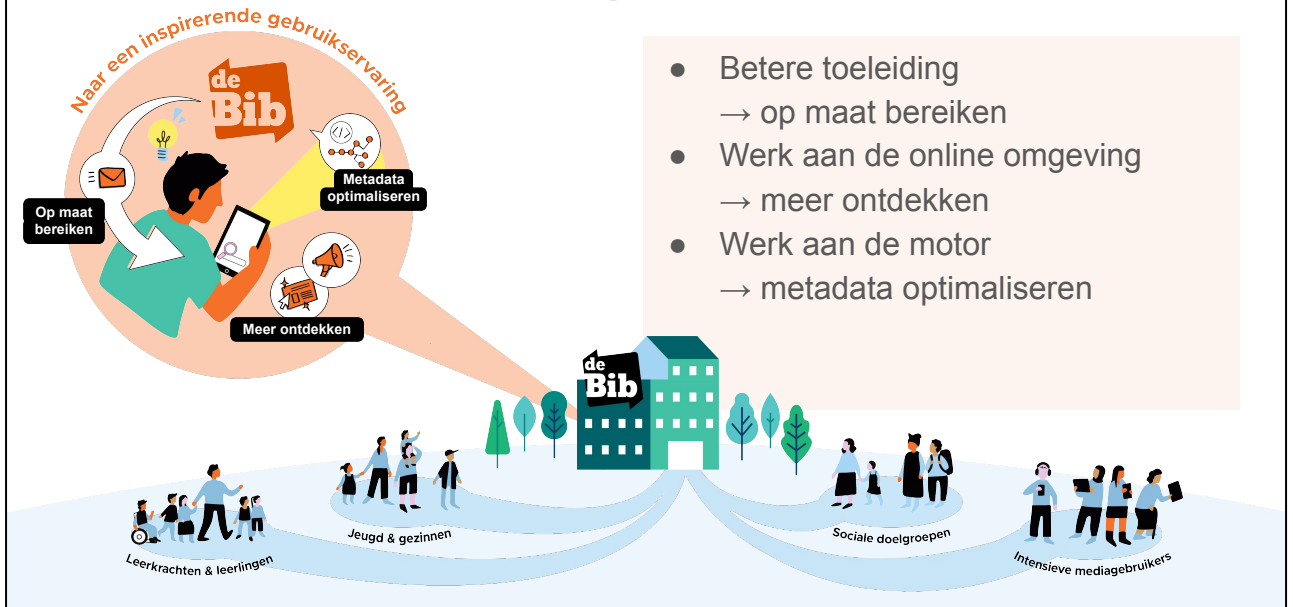 Naar een inspirerende gebruikservaring
de
Bib
Metadata
optimaliseren
Op maat
bereiken
Meer ontdekken
● Betere toeleiding
→ op maat bereiken
● Werk aan de online omgeving
→ meer ontdekken
● Werk aan de motor
→ metadata optimaliseren
de
Bib
Leerkrachten & leerlingen
Jeugd & gezinnen
Sociale doelgroepen
Intensieve mediagebruikers